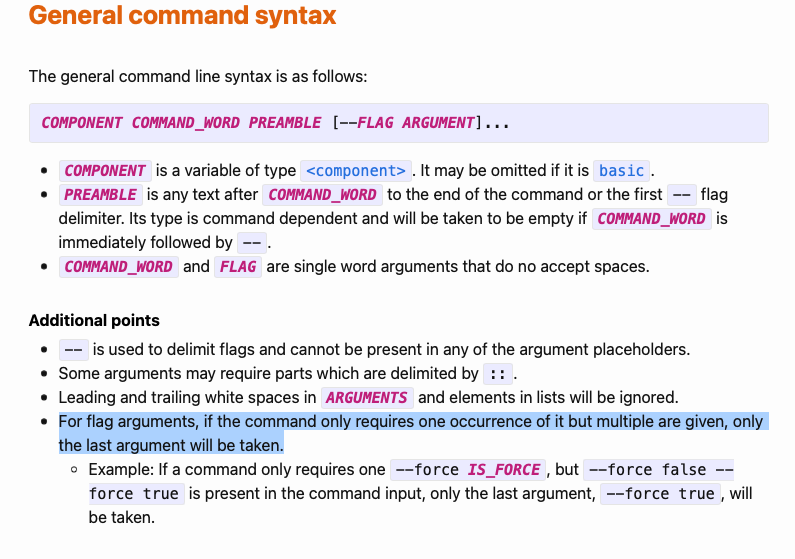 General command syntax
The general command line syntax is as follows:
COMPONENT COMMAND_WORD PREAMBLE [--FLAG ARGUMENT]...
• COMPONENT is a variable of type <component>. It may be omitted if it is basic.
• PREAMBLE is any text after COMMAND_WORD to the end of the command or the first -- flag
delimiter. Its type is command dependent and will be taken to be empty if COMMAND_WORD is
immediately followed by --.
• COMMAND_WORD and FLAG are single word arguments that do no accept spaces.
Additional points
• -- is used to delimit flags and cannot be present in any of the argument placeholders.
• Some arguments may require parts which are delimited by ::.
• Leading and trailing white spaces in ARGUMENTS and elements in lists will be ignored.
• For flag arguments, if the command only requires one occurrence of it but multiple are given, only
the last argument will be taken.
◦ Example: If a command only requires one --force IS_FORCE, but --force false --
force true is present in the command input, only the last argument, --force true, will
be taken.